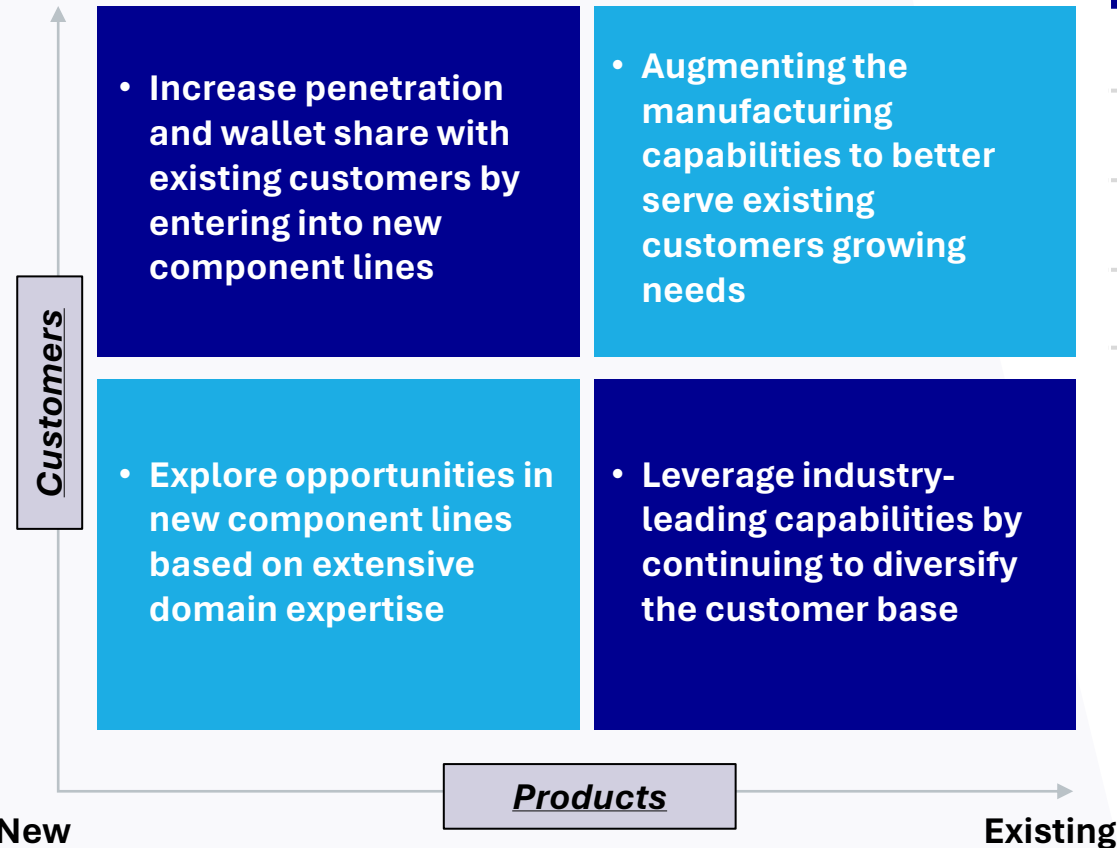 • Increase penetration
and wallet share with
existing customers by
entering into new
component lines
• Augmenting the
manufacturing
capabilities to better
serve existing
customers growing
needs
Customers
• Explore opportunities in
new component lines
based on extensive
domain expertise
• Leverage industry-
leading capabilities by
continuing to diversify
the customer base
Products
New
Existing